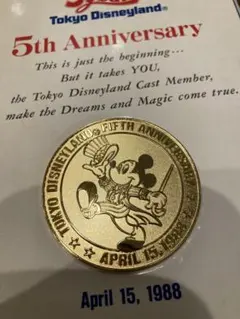 Tokyo Disneyland®
5th Anniversary
This is just the beginning…
But it takes YOU,
the Tokyo Disneyland Cast Member,
make the Dreams and Magic come true.
TOKYO DISNEYLAND® FIFTH ANNIVERSARY
APRIL 15, 1988
April 15, 1988